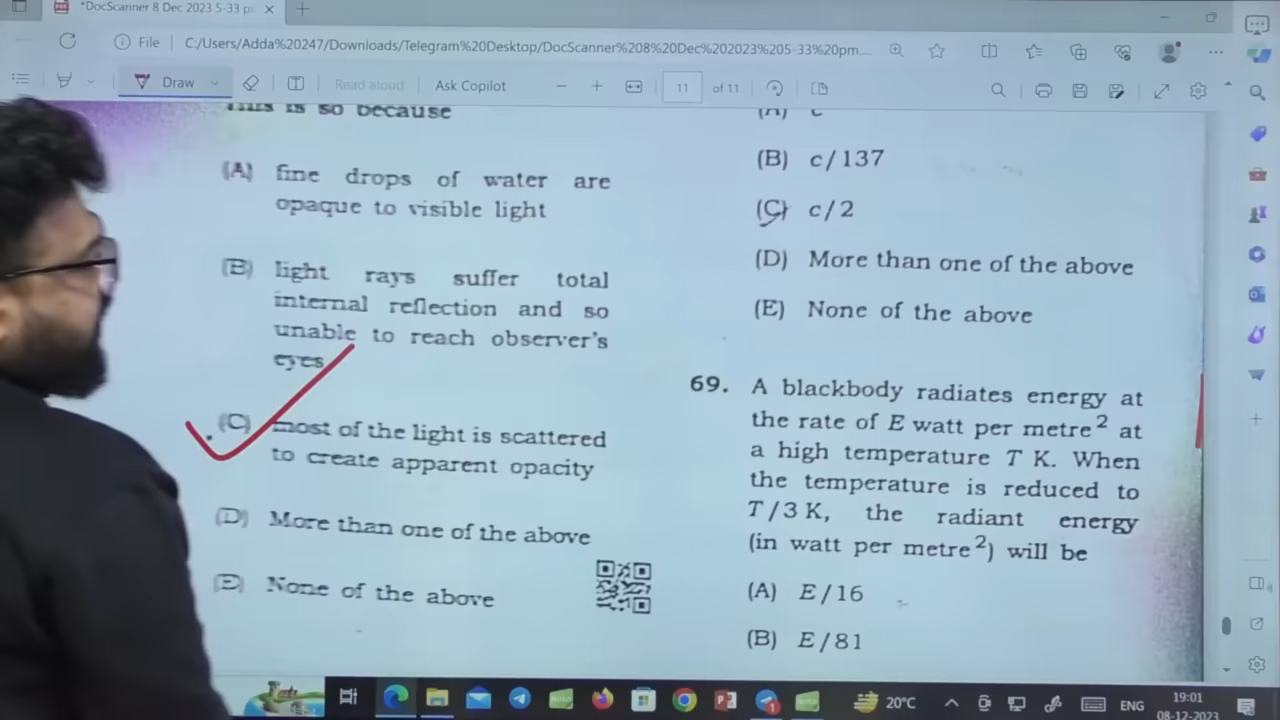 *DocScanner 8 Dec 2023 5-33 p
File
C:/Users/Adda%20247/Downloads/Telegram%20Desktop/DocScanner%208%20Dec%202023%205-33%20pm....
Draw
Read aloud
Ask Copilot
11
of 11
This is so because
(A) fine drops of water are
opaque to visible light
(B) light rays suffer total
internal reflection and so
unable to reach observer's
eyes
(C) most of the light is scattered
to create apparent opacity
(D) More than one of the above
(E) None of the above
(A) c
(B) c/137
(C) c/2
(D) More than one of the above
(E) None of the above
69. A blackbody radiates energy at
the rate of E watt per metre² at
a high temperature T K. When
the temperature is reduced to
T/3 K, the radiant energy
(in watt per metre²) will be
(A) E/16
(B) E/81
20°C
ENG
19:01
08-12-2023